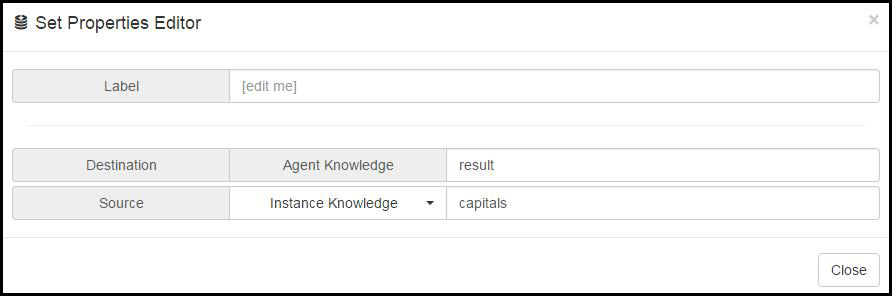 Set Properties Editor ×
Label [edit me]
Destination Agent Knowledge result
Source Instance Knowledge capitals
Close